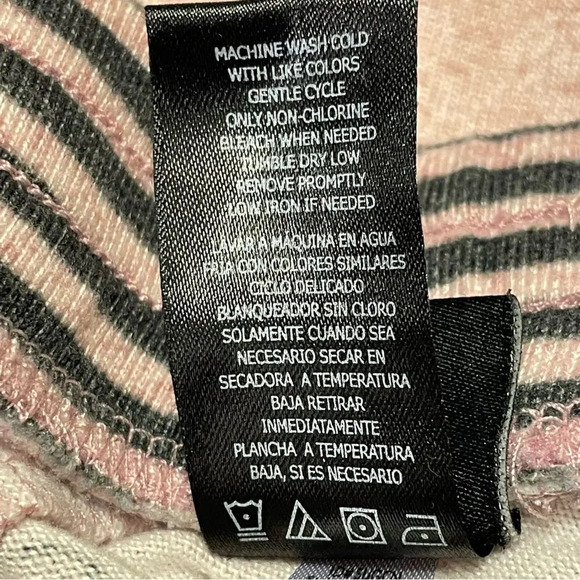 MACHINE WASH COLD
WITH LIKE COLORS
GENTLE CYCLE
ONLY NON-CHLORINE
BLEACH WHEN NEEDED
TUMBLE DRY LOW
REMOVE PROMPTLY
LOW IRON IF NEEDED
LAVAR A MAQUINA EN AGUA
FRIA CON COLORES SIMILARES
CICLO DELICADO
BLANQUEADOR SIN CLORO
SOLAMENTE CUANDO SEA
NECESARIO SECAR EN
SECADORA A TEMPERATURA
BAJA RETIRAR
INMEDIATAMENTE
PLANCHA A TEMPERATURA
BAJA, SI ES NECESARIO